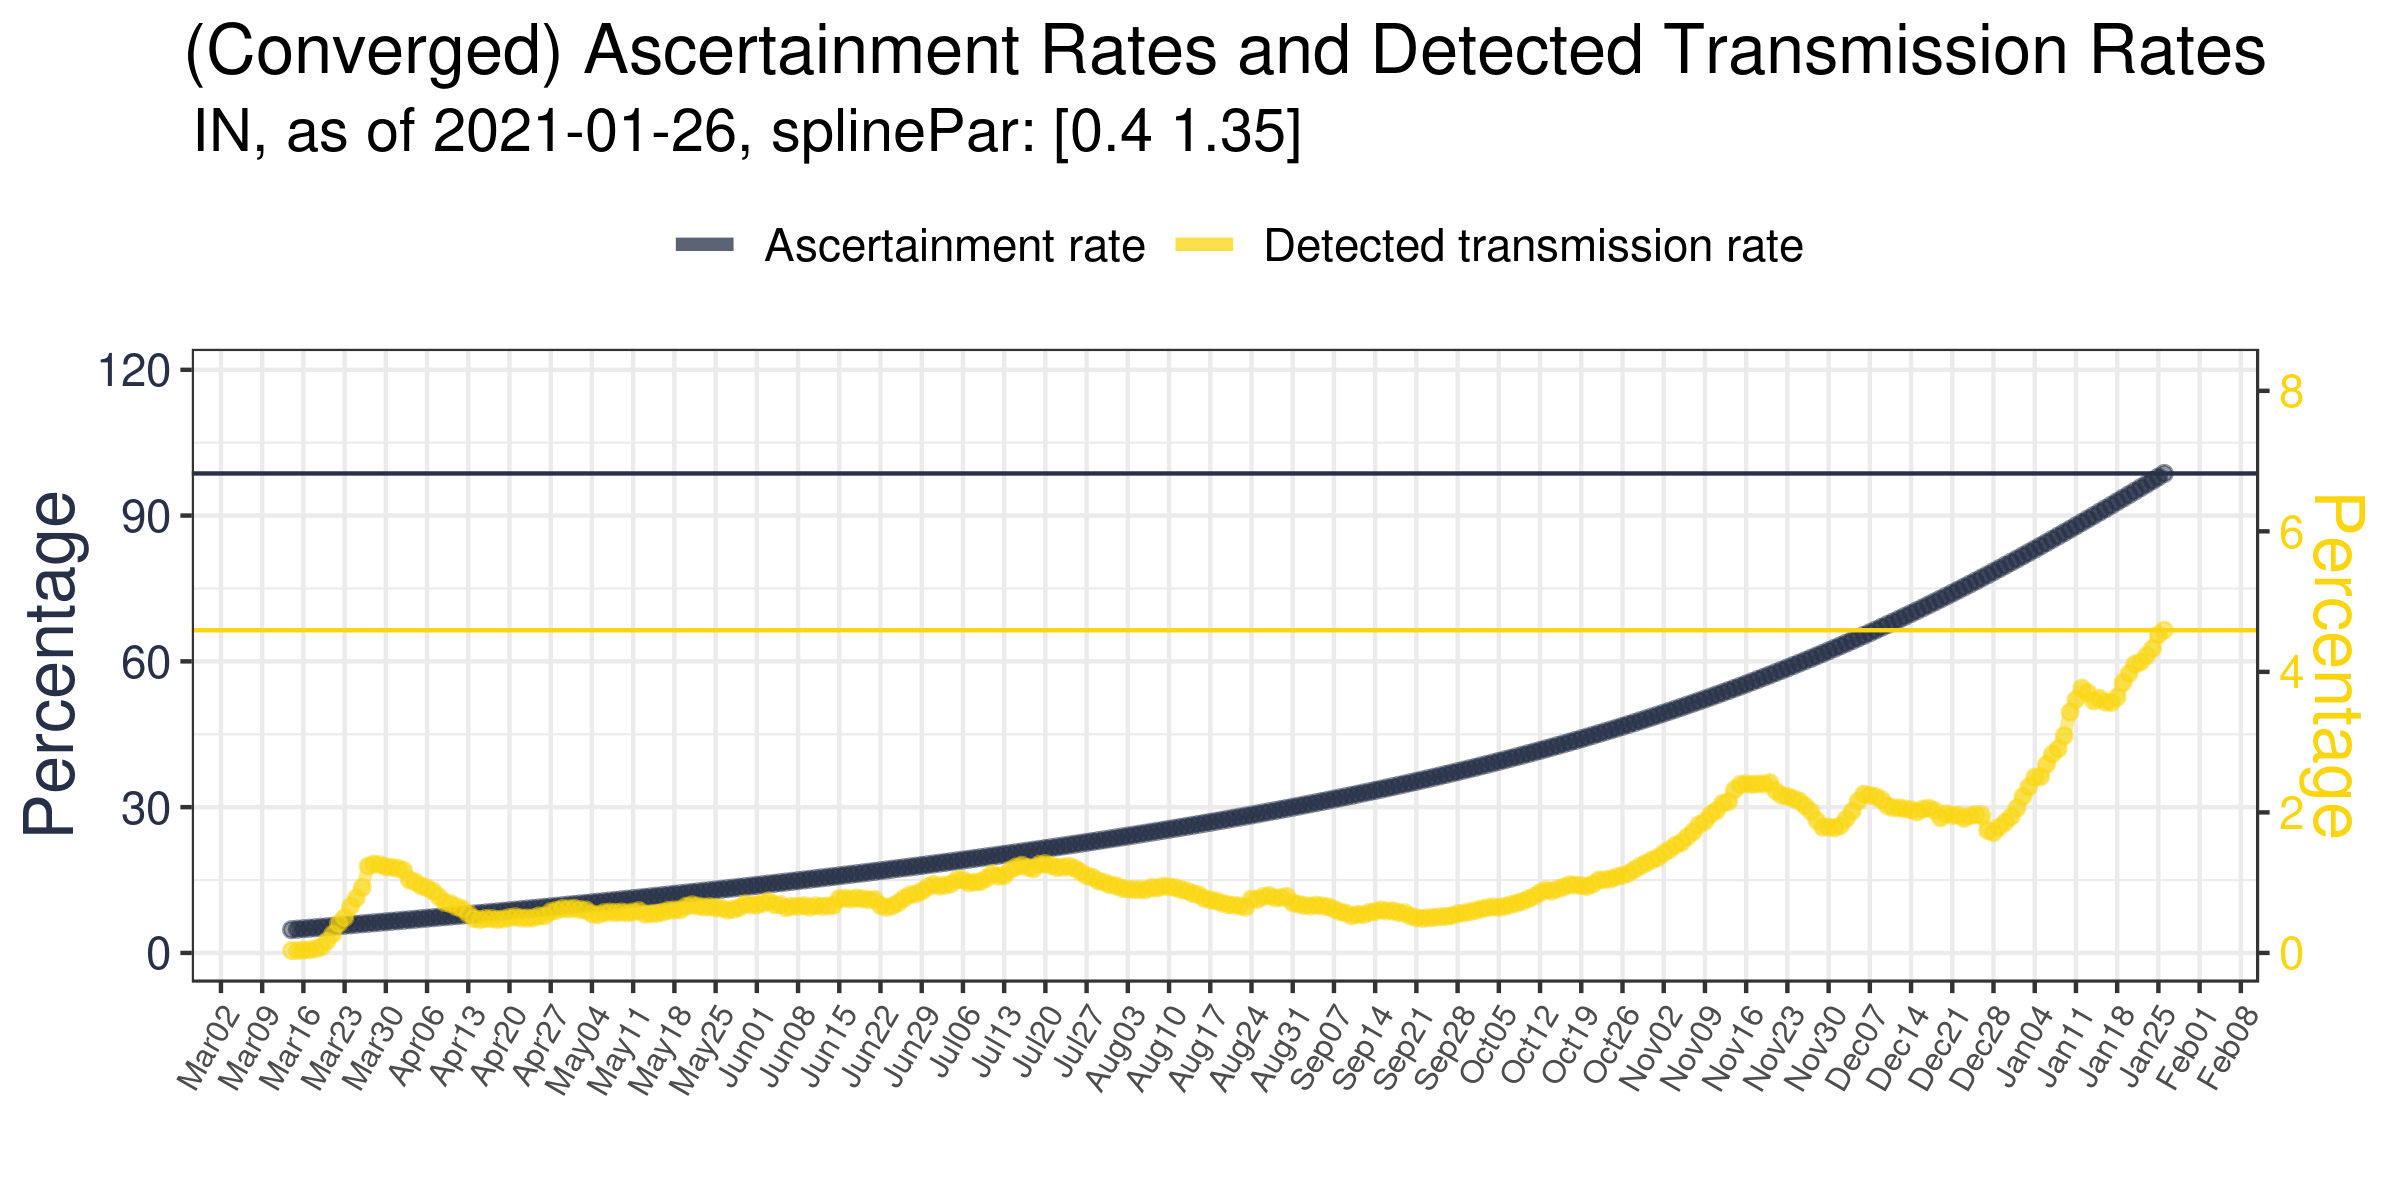 (Converged) Ascertainment Rates and Detected Transmission Rates
IN, as of 2021-01-26, splinePar: [0.4 1.35]
Ascertainment rate
Detected transmission rate
Percentage
120
90
60
30
0
8
6
4
2
0
Percentage
Mar02
Mar09
Mar16
Mar23
Mar30
Apr06
Apr13
Apr20
Apr27
May04
May11
May18
May25
Jun01
Jun08
Jun15
Jun22
Jun29
Jul06
Jul13
Jul20
Jul27
Aug03
Aug10
Aug17
Aug24
Aug31
Sep07
Sep14
Sep21
Sep28
Oct05
Oct12
Oct19
Oct26
Nov02
Nov09
Nov16
Nov23
Nov30
Dec07
Dec14
Dec21
Dec28
Jan04
Jan11
Jan18
Jan25
Feb01
Feb08